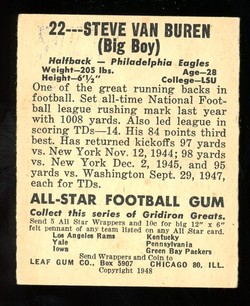 22---STEVE VAN BUREN
(Big Boy)
Halfback — Philadelphia Eagles
Weight—205 lbs. Age—28
Height—6'½" College—LSU
One of the great running backs in
football. Set all-time National Foot-
ball League rushing mark last year
with 1008 yards. Also led league in
scoring TDs—14. His 84 points third
best. Has returned kickoffs 97 yards
vs. New York Nov. 12, 1944; 98 yards
vs. New York Dec. 2, 1945, and 95
yards vs. Washington Sept. 29, 1947,
each for TDs.
ALL-STAR FOOTBALL GUM
Collect this series of Gridiron Greats.
Send 5 All Star Wrappers and 10c for big 12" x
6" felt pennant of any team listed on All Star card.
Los Angeles Rams Kentucky
Yale Pennsylvania
Iowa Green Bay Packers
Send Wrappers and Coin to
LEAF GUM CO., Box 5907 CHICAGO 80, ILL.
Copyright 1948